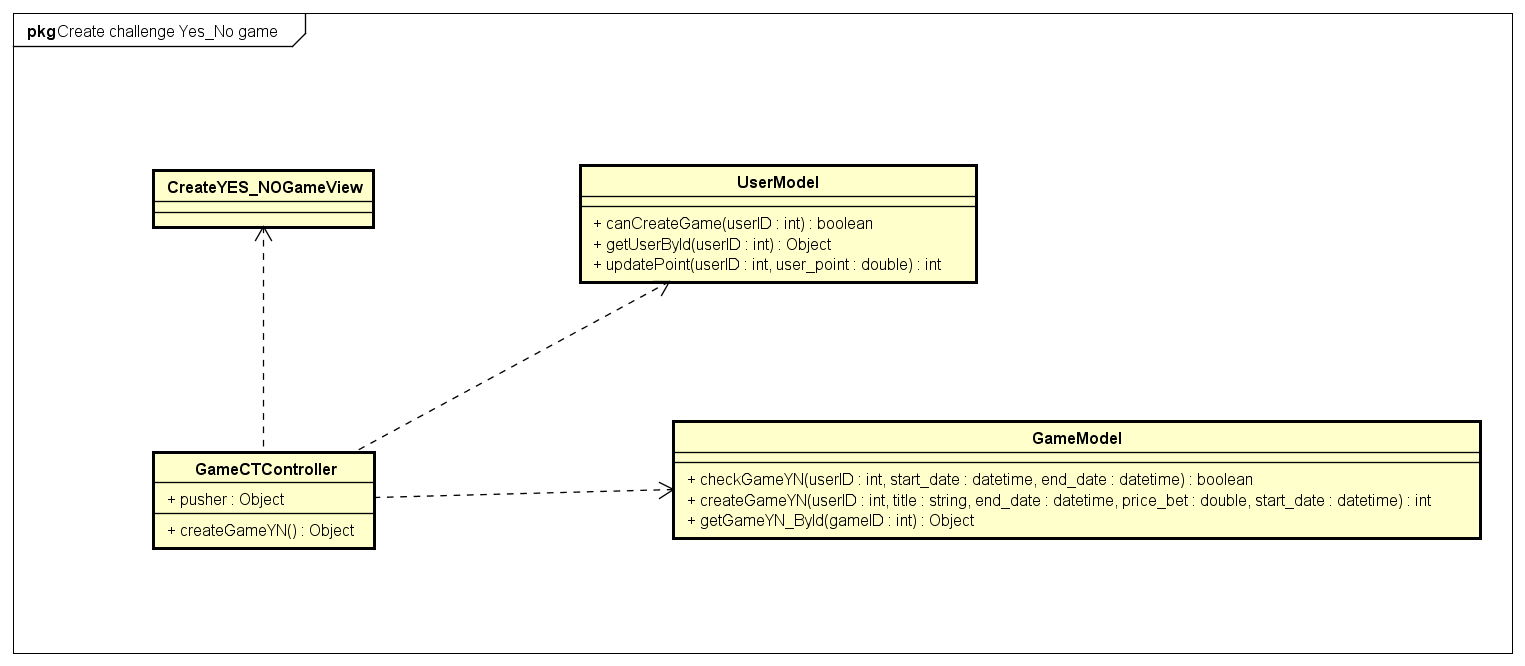 pkg Create challenge Yes_No game
CreateYES_NOGameView
UserModel
+ canCreateGame(userID : int) : boolean
+ getUserById(userID : int) : Object
+ updatePoint(userID : int, user_point : double) : int
GameCTController
+ pusher : Object
+ createGameYN() : Object
GameModel
+ checkGameYN(userID : int, start_date : datetime, end_date : datetime) : boolean
+ createGameYN(userID : int, title : string, end_date : datetime, price_bet : double, start_date : datetime) : int
+ getGameYN_ById(gameID : int) : Object